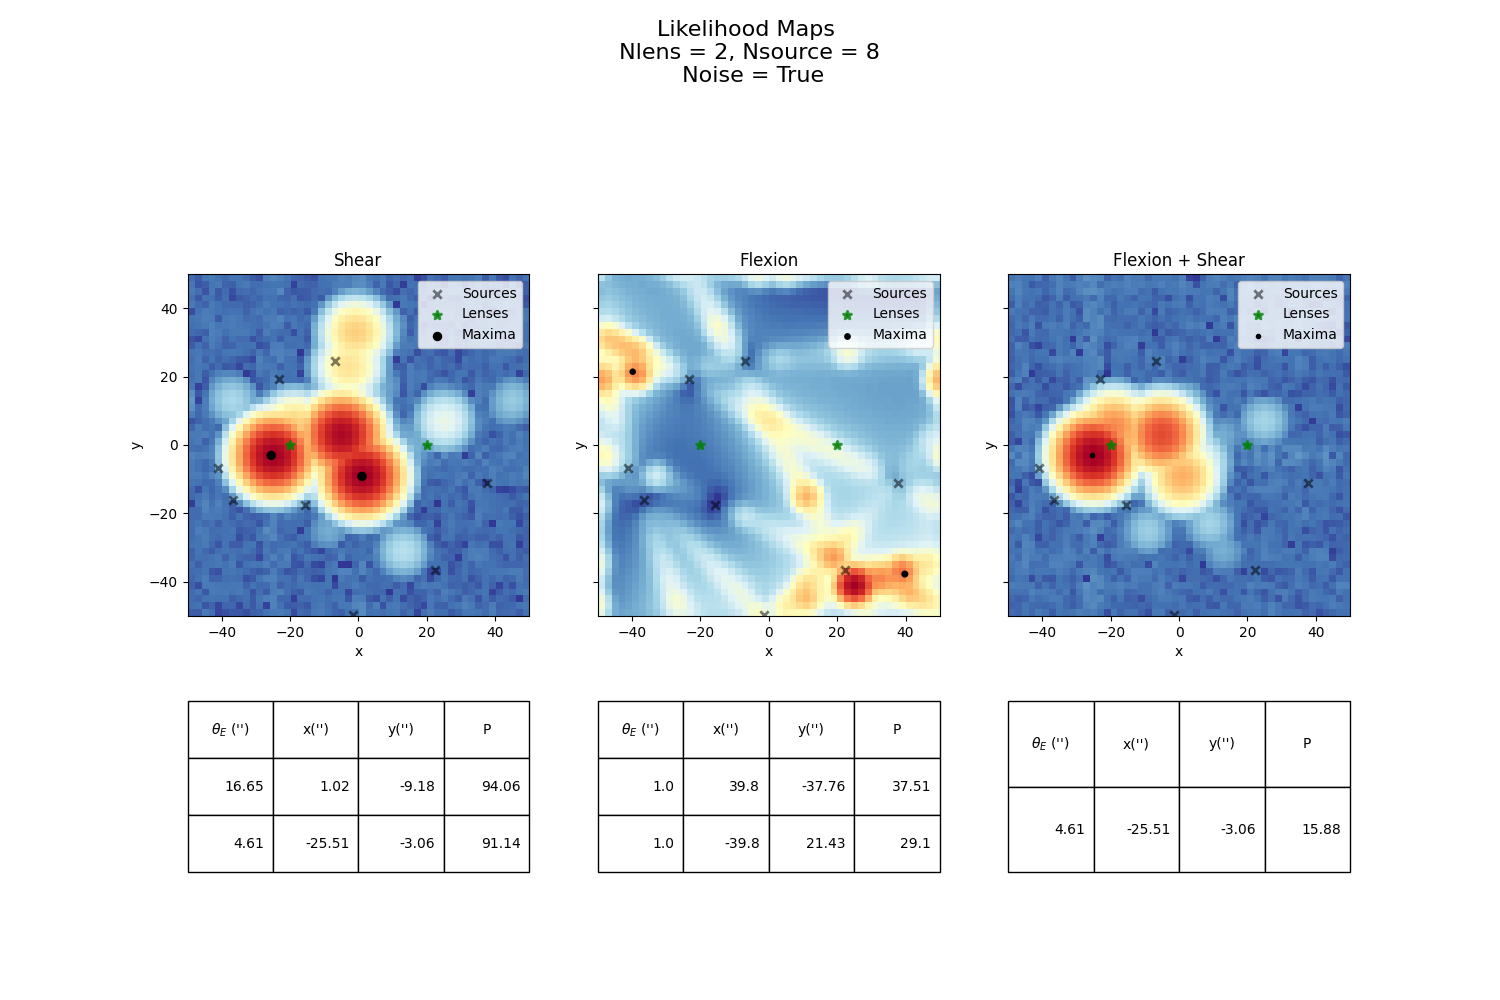 Likelihood Maps
Nlens = 2, Nsource = 8
Noise = True
Shear
Sources
Lenses
Maxima
40
20
0
−20
−40
y
−40 −20 0 20 40
x
Flexion
Sources
Lenses
Maxima
y
−40 −20 0 20 40
x
Flexion + Shear
Sources
Lenses
Maxima
y
−40 −20 0 20 40
x
θE ('') x('') y('') P
16.65 1.02 -9.18 94.06
4.61 -25.51 -3.06 91.14
θE ('') x('') y('') P
1.0 39.8 -37.76 37.51
1.0 -39.8 21.43 29.1
θE ('') x('') y('') P
4.61 -25.51 -3.06 15.88